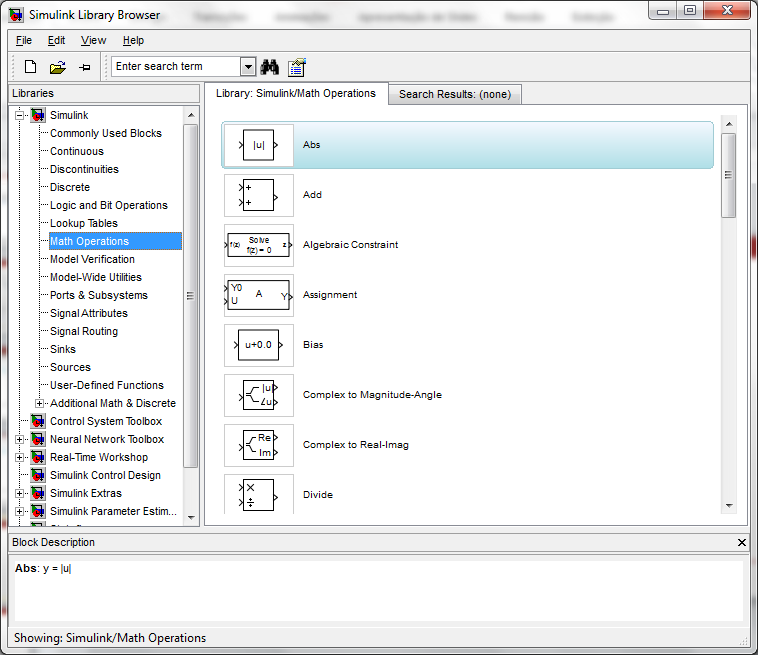 Simulink Library Browser
File Edit View Help
Enter search term
Libraries
Library: Simulink/Math Operations
Search Results: (none)
Simulink
Commonly Used Blocks
Continuous
Discontinuities
Discrete
Logic and Bit Operations
Lookup Tables
Math Operations
Model Verification
Model-Wide Utilities
Ports & Subsystems
Signal Attributes
Signal Routing
Sinks
Sources
User-Defined Functions
Additional Math & Discrete
Control System Toolbox
Neural Network Toolbox
Real-Time Workshop
Simulink Control Design
Simulink Extras
Simulink Parameter Estim...
|u| Abs
+
+
Add
f(z) Solve z
f(z) = 0
Algebraic Constraint
Y0
U
A
Y
Assignment
u+0.0 Bias
|u|
∠u
Complex to Magnitude-Angle
Re
Im
Complex to Real-Imag
×
÷
Divide
Block Description
Abs: y = |u|
Showing: Simulink/Math Operations